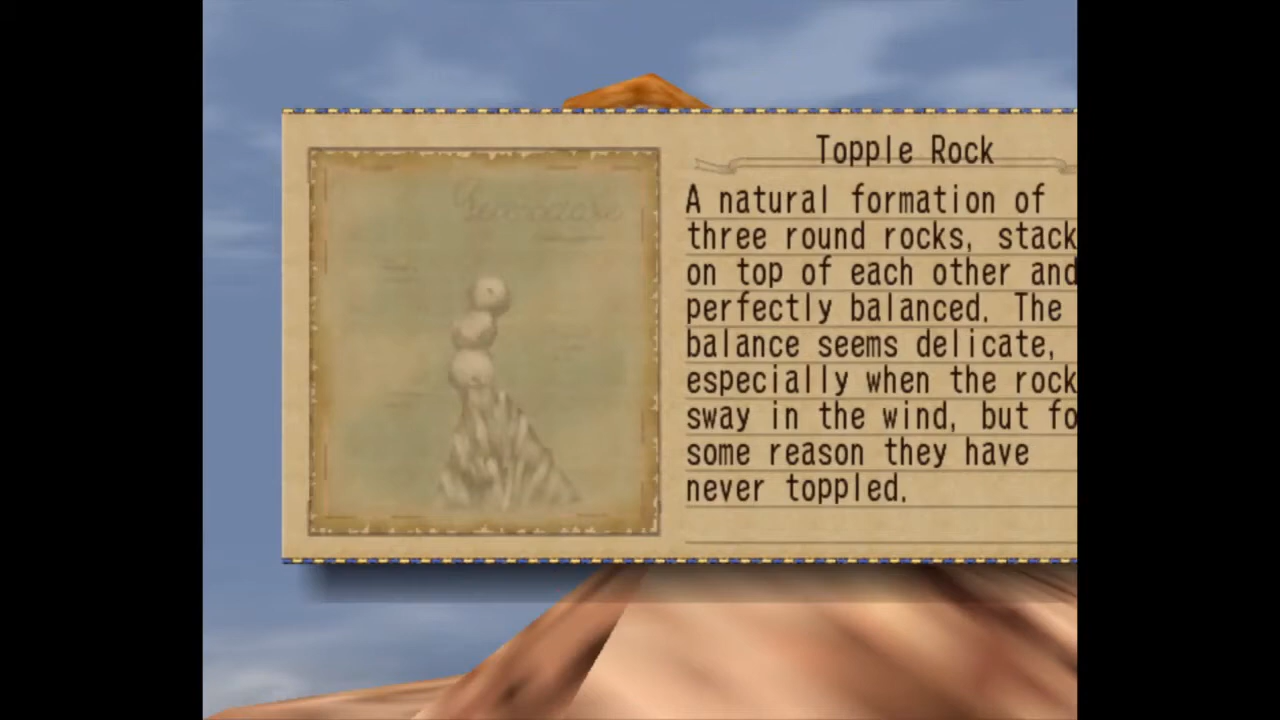 Topple Rock
A natural formation of
three round rocks, stack
on top of each other and
perfectly balanced. The
balance seems delicate,
especially when the rock
sway in the wind, but fo
some reason they have
never toppled.